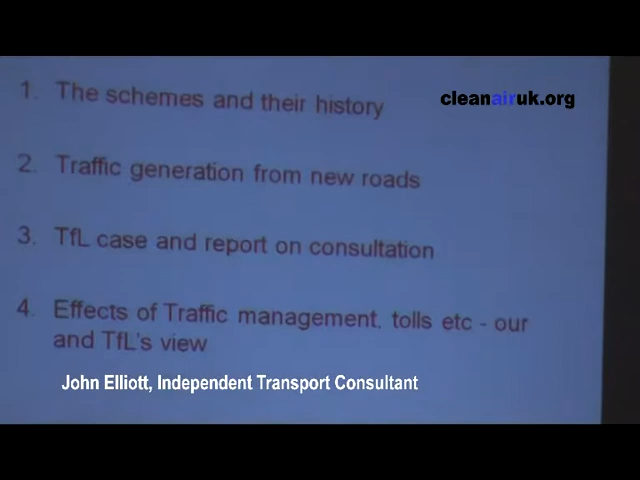 1. The schemes and their history
cleanairuk.org
2. Traffic generation from new roads
3. TfL case and report on consultation
4. Effects of Traffic management, tolls etc - our
and TfL's view
John Elliott, Independent Transport Consultant